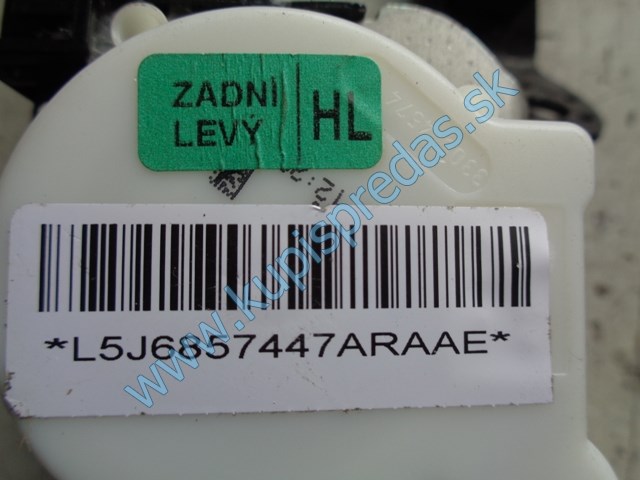 ZADNÍ
LEVÝ
HL
*L5J6857447ARAAE*
www.kupispredas.sk